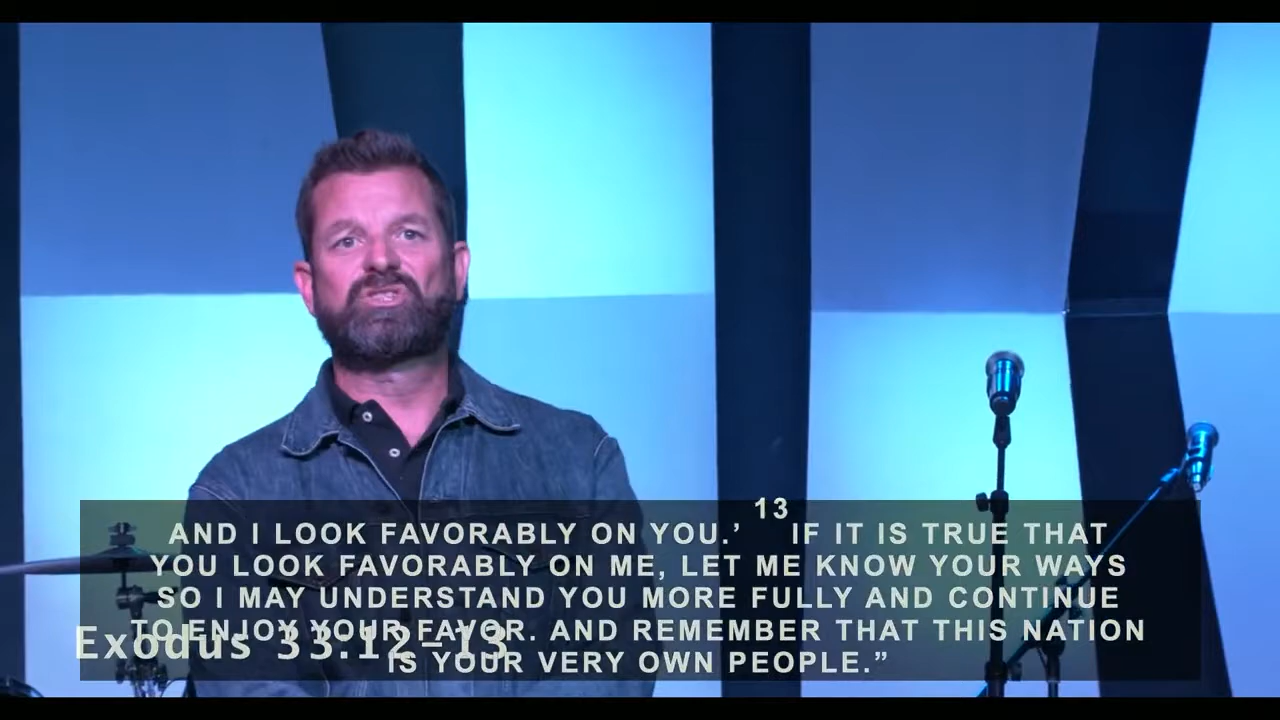 13
AND I LOOK FAVORABLY ON YOU.’ IF IT IS TRUE THAT
YOU LOOK FAVORABLY ON ME, LET ME KNOW YOUR WAYS
SO I MAY UNDERSTAND YOU MORE FULLY AND CONTINUE
TO ENJOY YOUR FAVOR. AND REMEMBER THAT THIS NATION
Exodus 33:12-13
IS YOUR VERY OWN PEOPLE.”